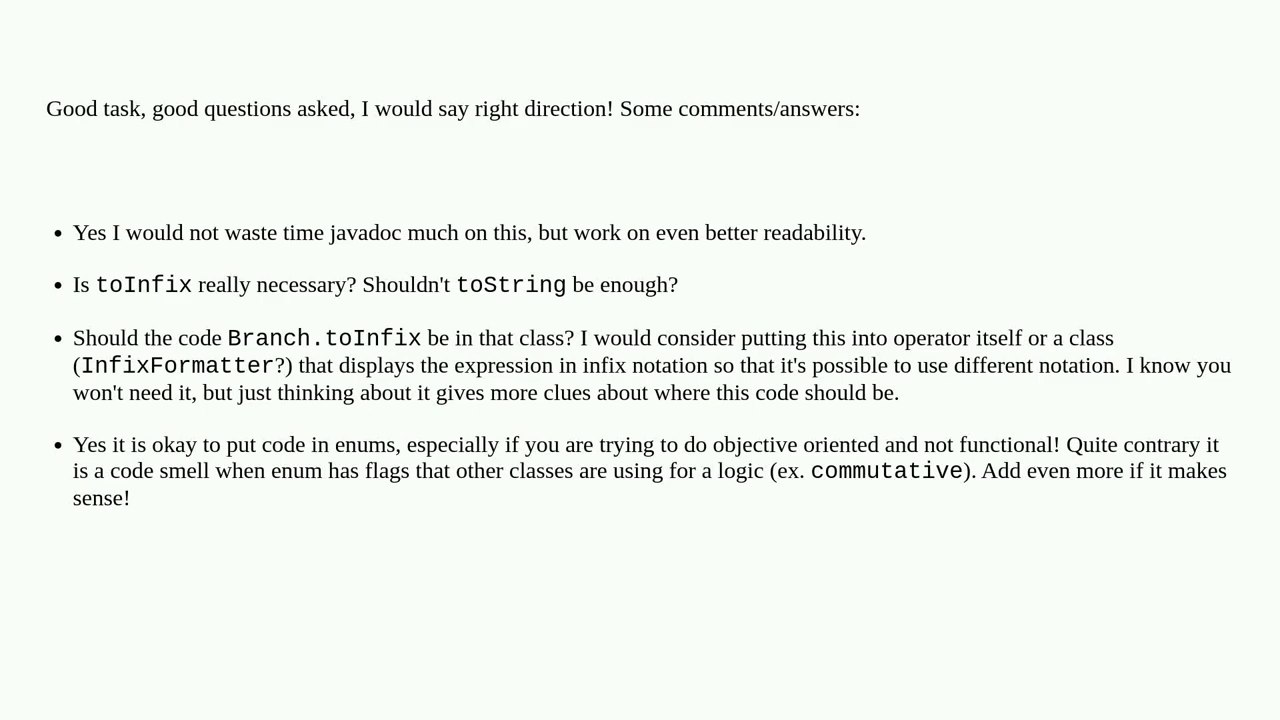 Good task, good questions asked, I would say right direction! Some comments/answers:
• Yes I would not waste time javadoc much on this, but work on even better readability.
• Is toInfix really necessary? Shouldn't toString be enough?
• Should the code Branch.toInfix be in that class? I would consider putting this into operator itself or a class
(InfixFormatter?) that displays the expression in infix notation so that it's possible to use different notation. I know you
won't need it, but just thinking about it gives more clues about where this code should be.
• Yes it is okay to put code in enums, especially if you are trying to do objective oriented and not functional! Quite contrary it
is a code smell when enum has flags that other classes are using for a logic (ex. commutative). Add even more if it makes
sense!